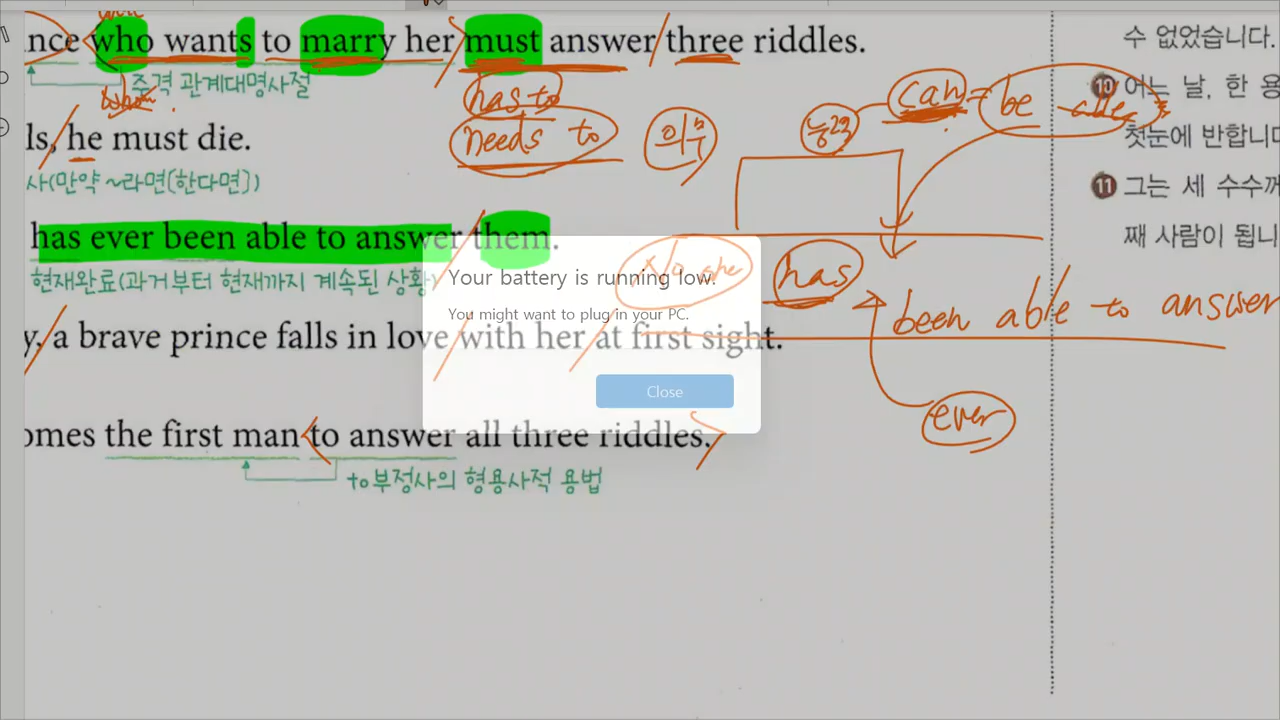 nce who wants to marry her must answer three riddles.
주격 관계대명사절
has to
needs to
의무
능력
can = be able
ls, he must die.
사(만약 ~라면[한다면])
has ever been able to answer them.
현재완료(과거부터 현재까지 계속된 상황)
has
been able to answer
ever
Your battery is running low.
You might want to plug in your PC.
Close
y, a brave prince falls in love with her at first sight.
omes the first man to answer all three riddles.
to부정사의 형용사적 용법
수 없었습니다.
10 어느 날, 한 용
첫눈에 반합니다
11 그는 세 수수께
째 사람이 됩니